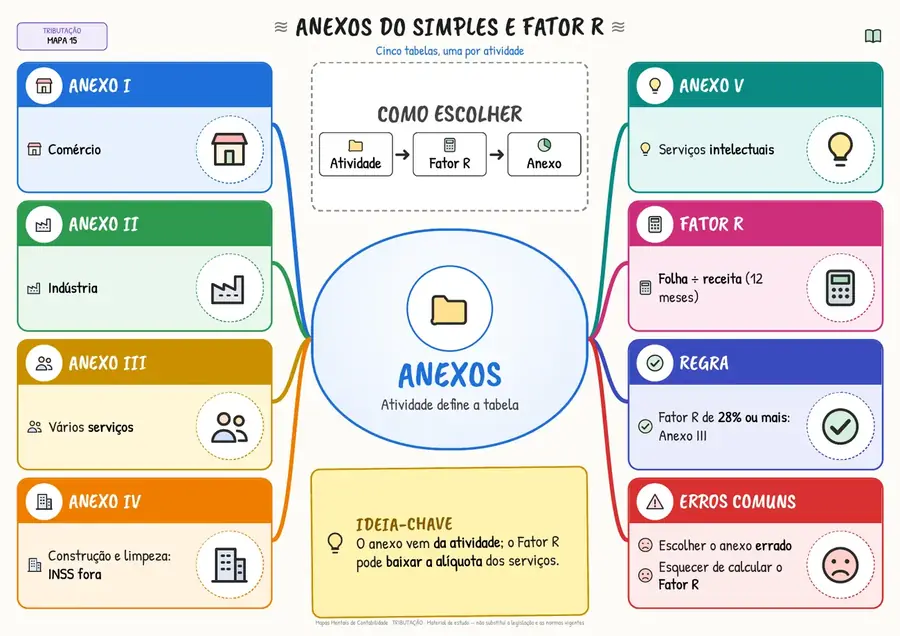 TRIBUTAÇÃO
MAPA 15
ANEXOS DO SIMPLES E FATOR R
Cinco tabelas, uma por atividade
ANEXO I
Comércio
ANEXO II
Indústria
ANEXO III
Vários serviços
ANEXO IV
Construção e limpeza:
INSS fora
COMO ESCOLHER
Atividade
Fator R
Anexo
ANEXOS
Atividade define a tabela
IDEIA-CHAVE
O anexo vem da atividade; o Fator R
pode baixar a alíquota dos serviços.
ANEXO V
Serviços intelectuais
FATOR R
Folha ÷ receita (12
meses)
REGRA
Fator R de 28% ou mais:
Anexo III
ERROS COMUNS
Escolher o anexo errado
Esquecer de calcular o
Fator R
Mapas Mentais de Contabilidade · TRIBUTAÇÃO · Material de estudo — não substitui a legislação e as normas vigentes